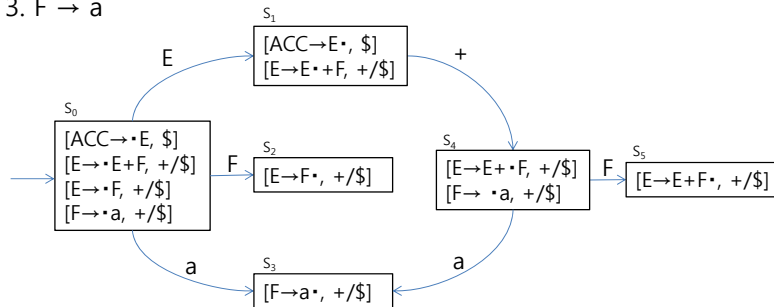 3. F → a
S₁
[ACC→E·, $]
[E→E·+F, +/$]
E
+
S₀
[ACC→·E, $]
[E→·E+F, +/$]
[E→·F, +/$]
[F→·a, +/$]
F
S₂
[E→F·, +/$]
S₄
[E→E+·F, +/$]
[F→ ·a, +/$]
F
S₅
[E→E+F·, +/$]
a
a
S₃
[F→a·, +/$]